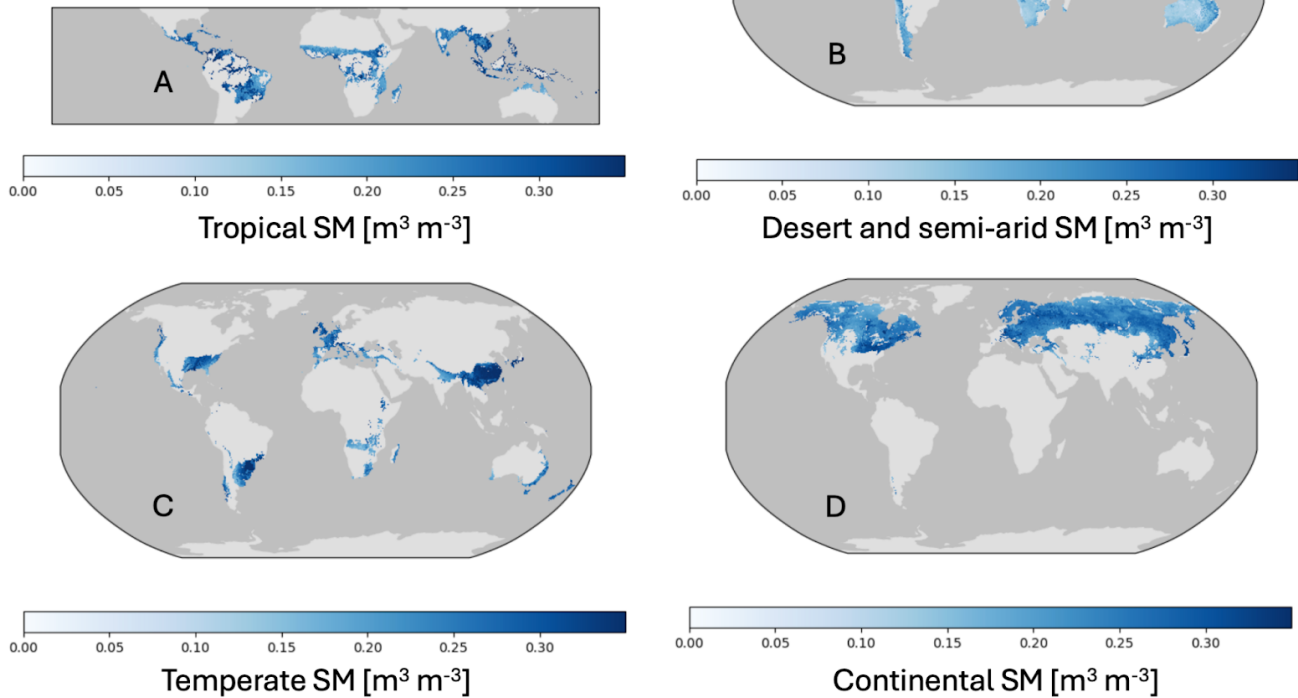 A
B
0.00 0.05 0.10 0.15 0.20 0.25 0.30
0.00 0.05 0.10 0.15 0.20 0.25 0.30
Tropical SM [m³ m⁻³]
Desert and semi-arid SM [m³ m⁻³]
C
D
0.00 0.05 0.10 0.15 0.20 0.25 0.30
0.00 0.05 0.10 0.15 0.20 0.25 0.30
Temperate SM [m³ m⁻³]
Continental SM [m³ m⁻³]